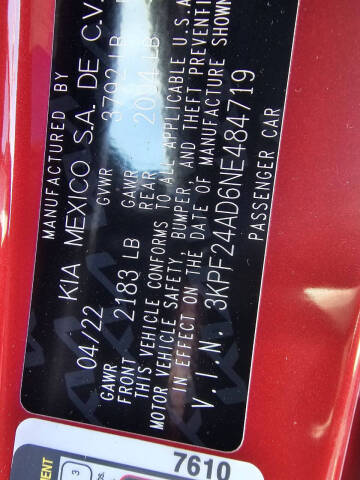 MANUFACTURED BY
KIA MEXICO S.A. DE C.V.
04/22 GVWR 3792 LB
GAWR GAWR
FRONT 2183 LB REAR 2094 LB
THIS VEHICLE CONFORMS TO ALL APPLICABLE U.S.A
MOTOR VEHICLE SAFETY, BUMPER, AND THEFT PREVENTI
IN EFFECT ON THE DATE OF MANUFACTURE SHOWN
V.I.N. 3KPF24AD6NE484719
PASSENGER CAR
7610
MENT
3